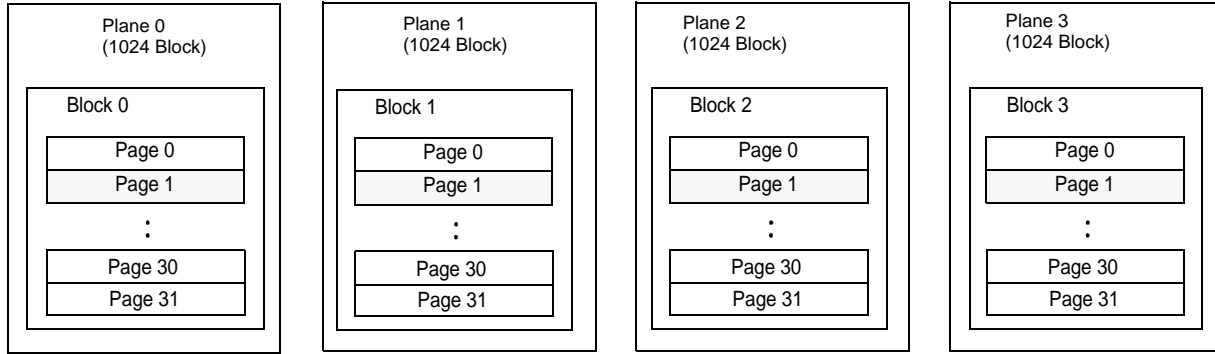 Plane 0
(1024 Block)
Block 0
Page 0
Page 1
:
Page 30
Page 31
Plane 1
(1024 Block)
Block 1
Page 0
Page 1
:
Page 30
Page 31
Plane 2
(1024 Block)
Block 2
Page 0
Page 1
:
Page 30
Page 31
Plane 3
(1024 Block)
Block 3
Page 0
Page 1
:
Page 30
Page 31